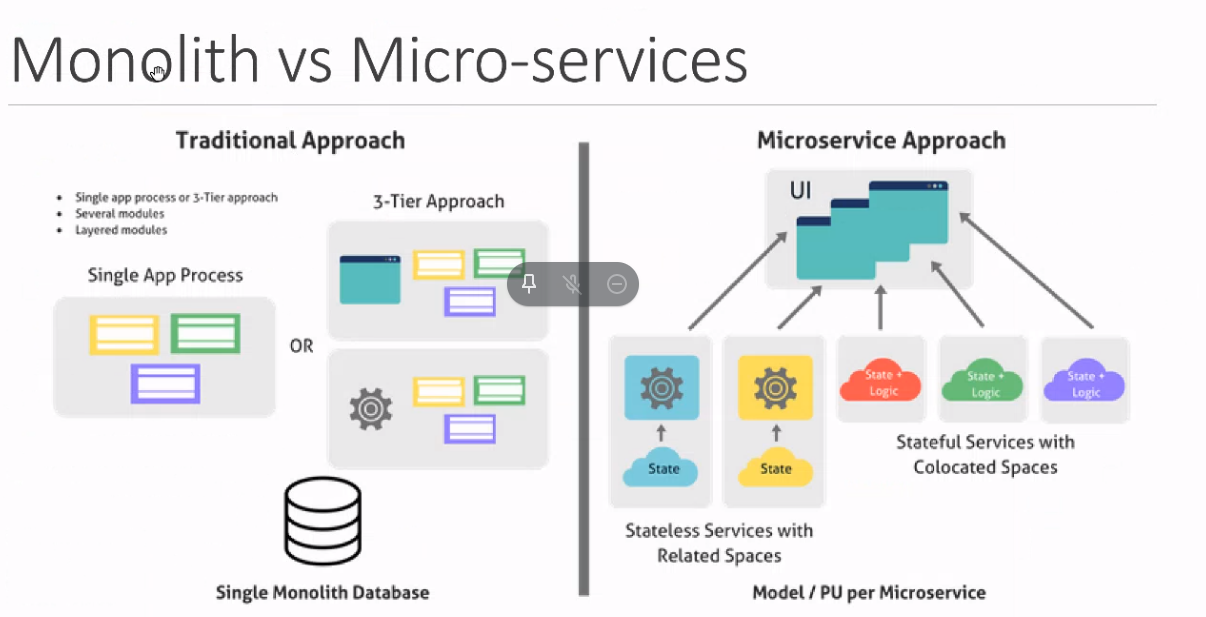 Monolith vs Micro-services
Traditional Approach
• Single app process or 3-Tier approach
• Several modules
• Layered modules
3-Tier Approach
Single App Process
OR
Single Monolith Database
Microservice Approach
UI
State
State
State +
Logic
State +
Logic
State +
Logic
Stateful Services with
Colocated Spaces
Stateless Services with
Related Spaces
Model / PU per Microservice